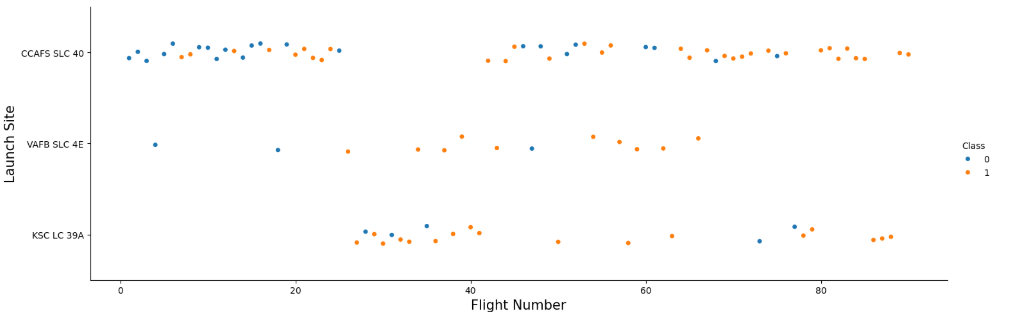 CCAFS SLC 40
VAFB SLC 4E
KSC LC 39A
Launch Site
0 20 40 60 80
Flight Number
Class
0
1